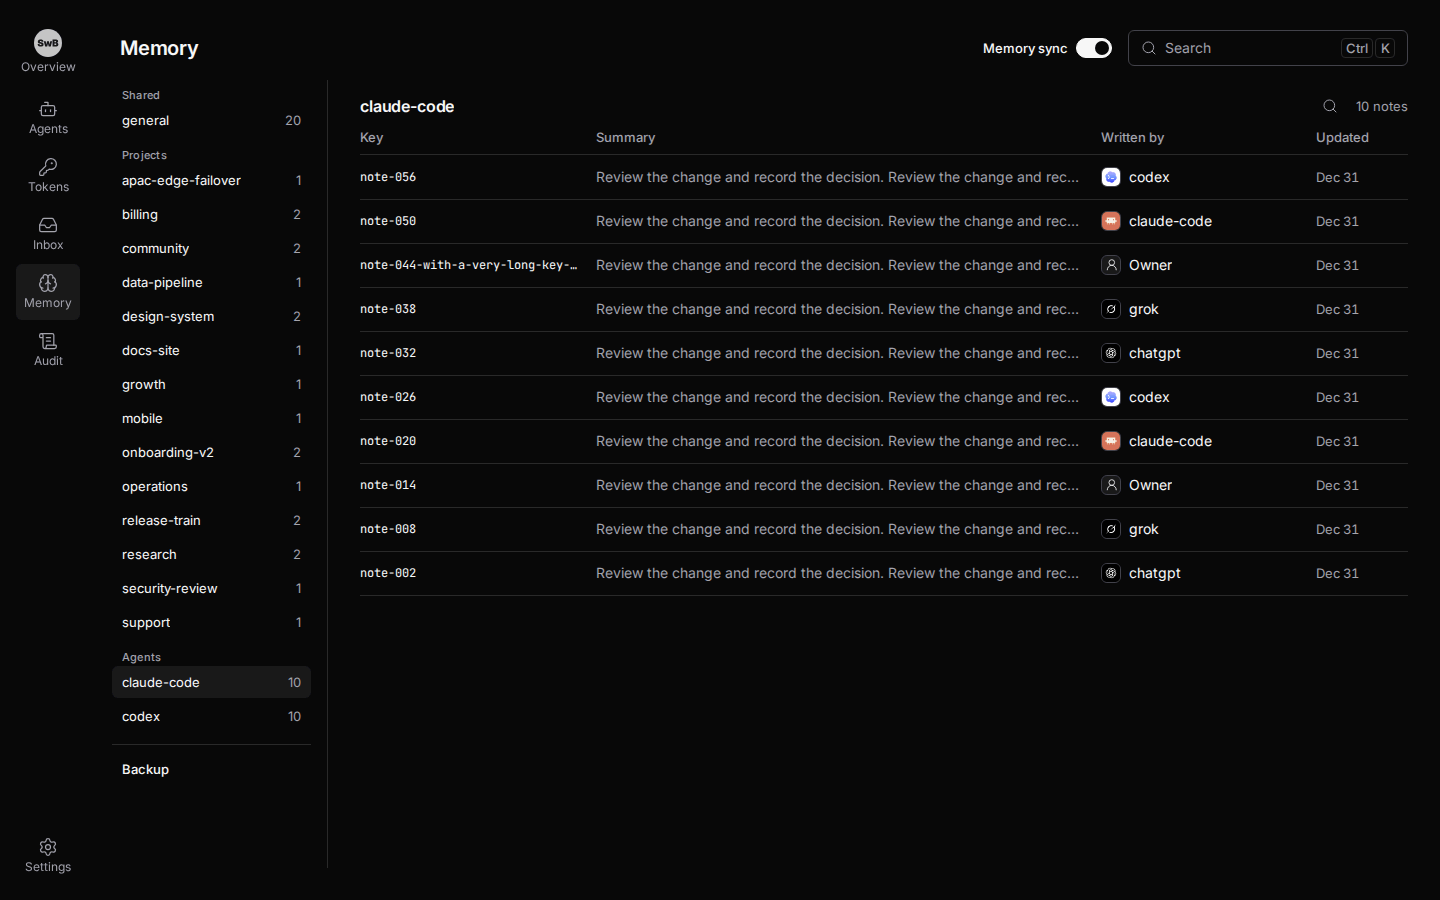 SwB
Overview
Agents
Tokens
Inbox
Memory
Audit
Settings
Memory
Memory sync
Search
Ctrl K
Shared
general 20
Projects
apac-edge-failover 1
billing 2
community 2
data-pipeline 1
design-system 2
docs-site 1
growth 1
mobile 1
onboarding-v2 2
operations 1
release-train 2
research 2
security-review 1
support 1
Agents
claude-code 10
codex 10
Backup
claude-code
10 notes
Key Summary Written by Updated
note-056 Review the change and record the decision. Review the change and rec... codex Dec 31
note-050 Review the change and record the decision. Review the change and rec... claude-code Dec 31
note-044-with-a-very-long-key-... Review the change and record the decision. Review the change and rec... Owner Dec 31
note-038 Review the change and record the decision. Review the change and rec... grok Dec 31
note-032 Review the change and record the decision. Review the change and rec... chatgpt Dec 31
note-026 Review the change and record the decision. Review the change and rec... codex Dec 31
note-020 Review the change and record the decision. Review the change and rec... claude-code Dec 31
note-014 Review the change and record the decision. Review the change and rec... Owner Dec 31
note-008 Review the change and record the decision. Review the change and rec... grok Dec 31
note-002 Review the change and record the decision. Review the change and rec... chatgpt Dec 31